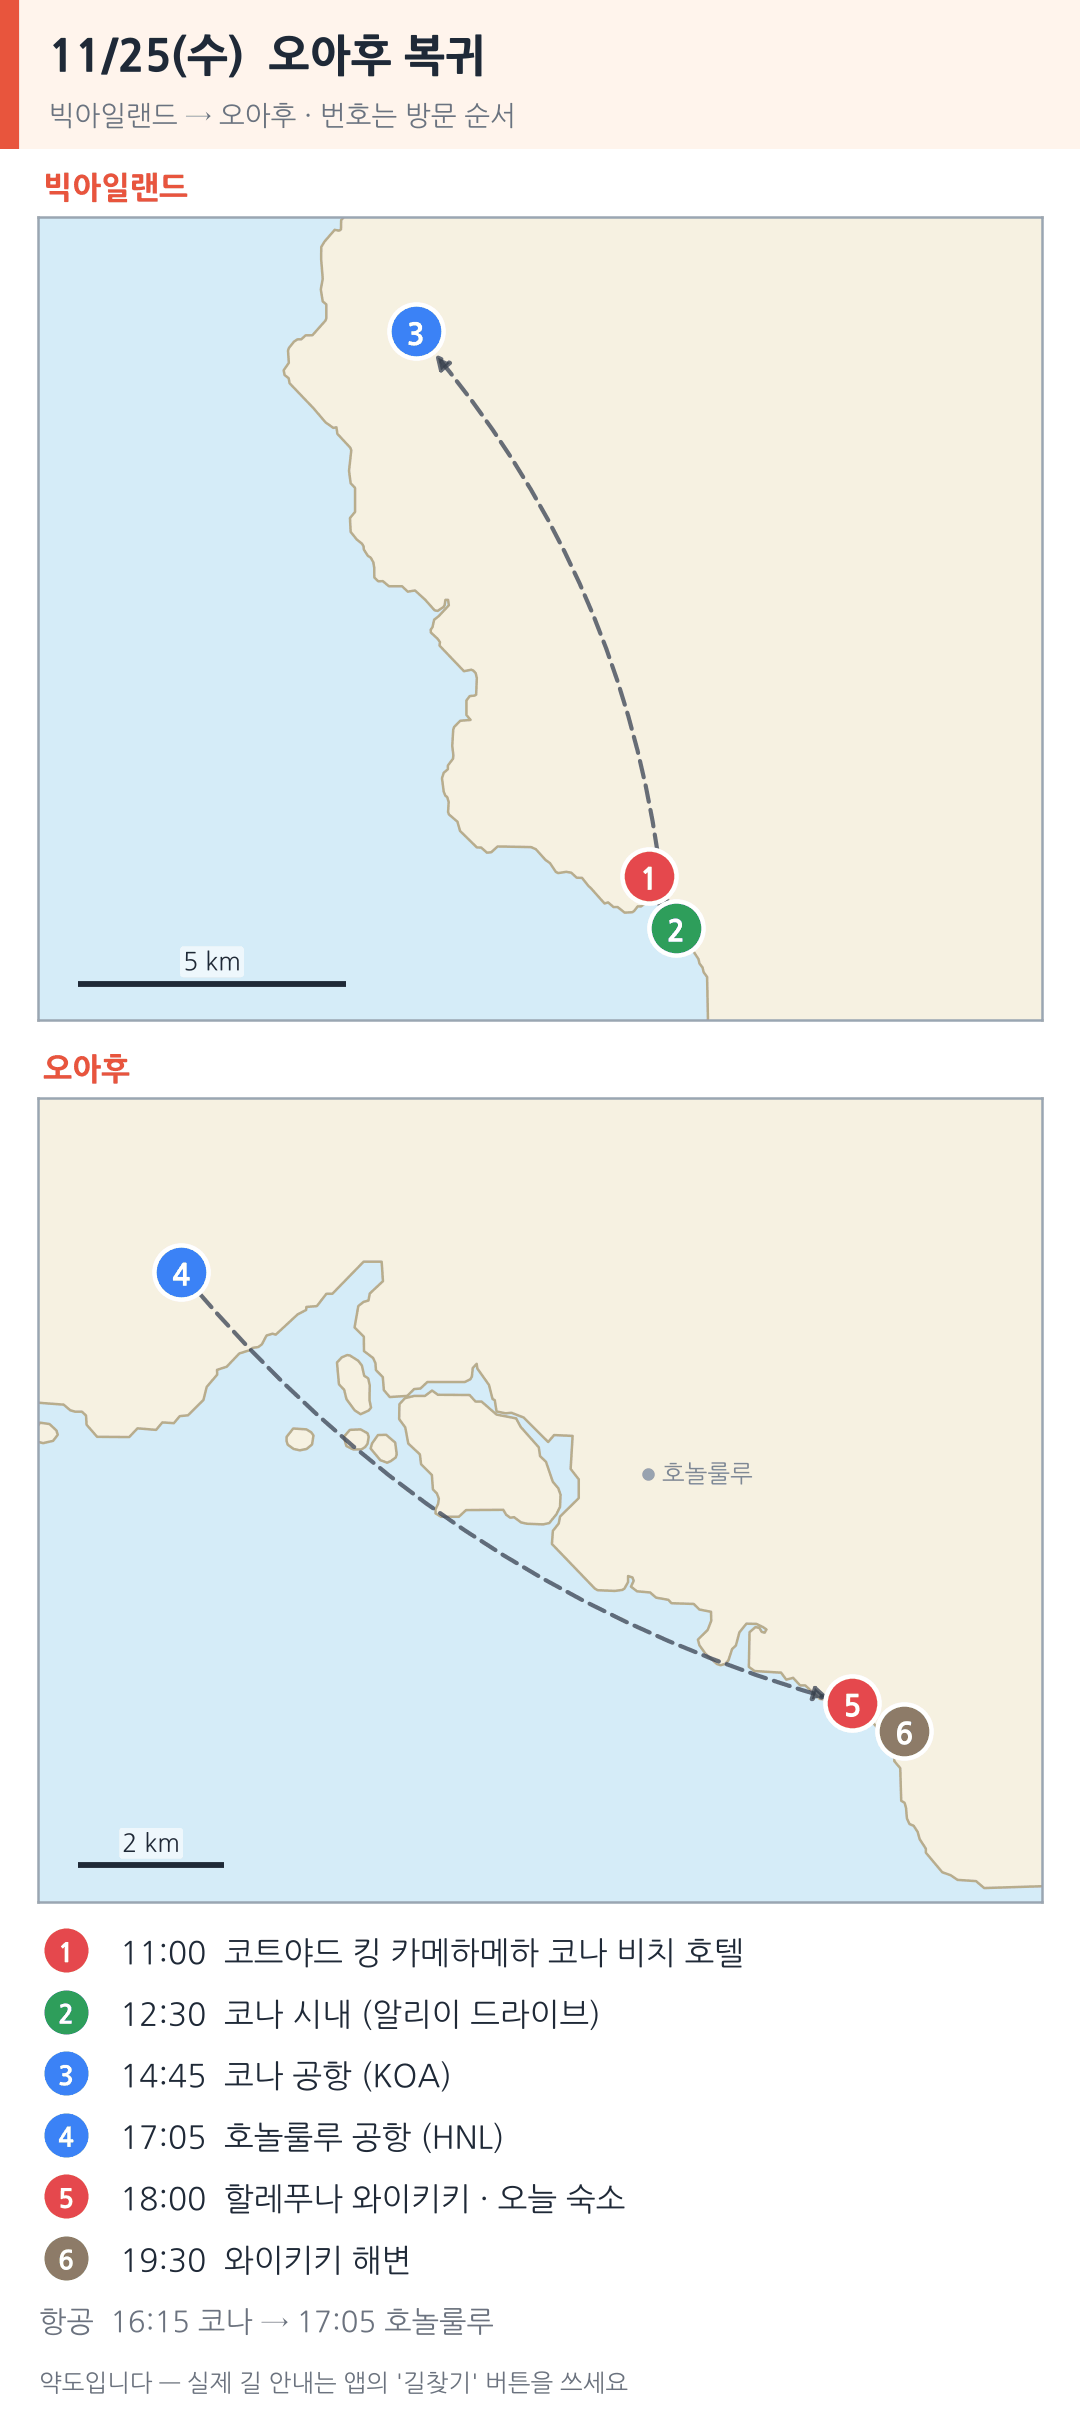 11/25(수) 오아후 복귀
빅아일랜드 → 오아후 · 번호는 방문 순서
빅아일랜드
3
1
2
5 km
오아후
4
호놀룰루
5
6
2 km
1 11:00 코트야드 킹 카메하메하 코나 비치 호텔
2 12:30 코나 시내 (알리이 드라이브)
3 14:45 코나 공항 (KOA)
4 17:05 호놀룰루 공항 (HNL)
5 18:00 할레푸나 와이키키 · 오늘 숙소
6 19:30 와이키키 해변
항공 16:15 코나 → 17:05 호놀룰루
약도입니다 — 실제 길 안내는 앱의 '길찾기' 버튼을 쓰세요